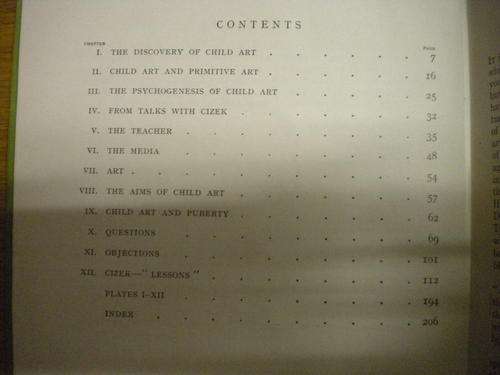 CONTENTS
CHAPTER PAGE
I. THE DISCOVERY OF CHILD ART . . . . . . 7
II. CHILD ART AND PRIMITIVE ART . . . . . . 16
III. THE PSYCHOGENESIS OF CHILD ART . . . . . 25
IV. FROM TALKS WITH CIZEK . . . . . . . 32
V. THE TEACHER . . . . . . . . . 35
VI. THE MEDIA . . . . . . . . . 48
VII. ART . . . . . . . . . . . 54
VIII. THE AIMS OF CHILD ART . . . . . . . 57
IX. CHILD ART AND PUBERTY . . . . . . . 62
X. QUESTIONS . . . . . . . . . 69
XI. OBJECTIONS . . . . . . . . . 101
XII. CIZEK—"LESSONS" . . . . . . . . 112
PLATES I-XII . . . . . . . . . 194
INDEX . . . . . . . . . . 206